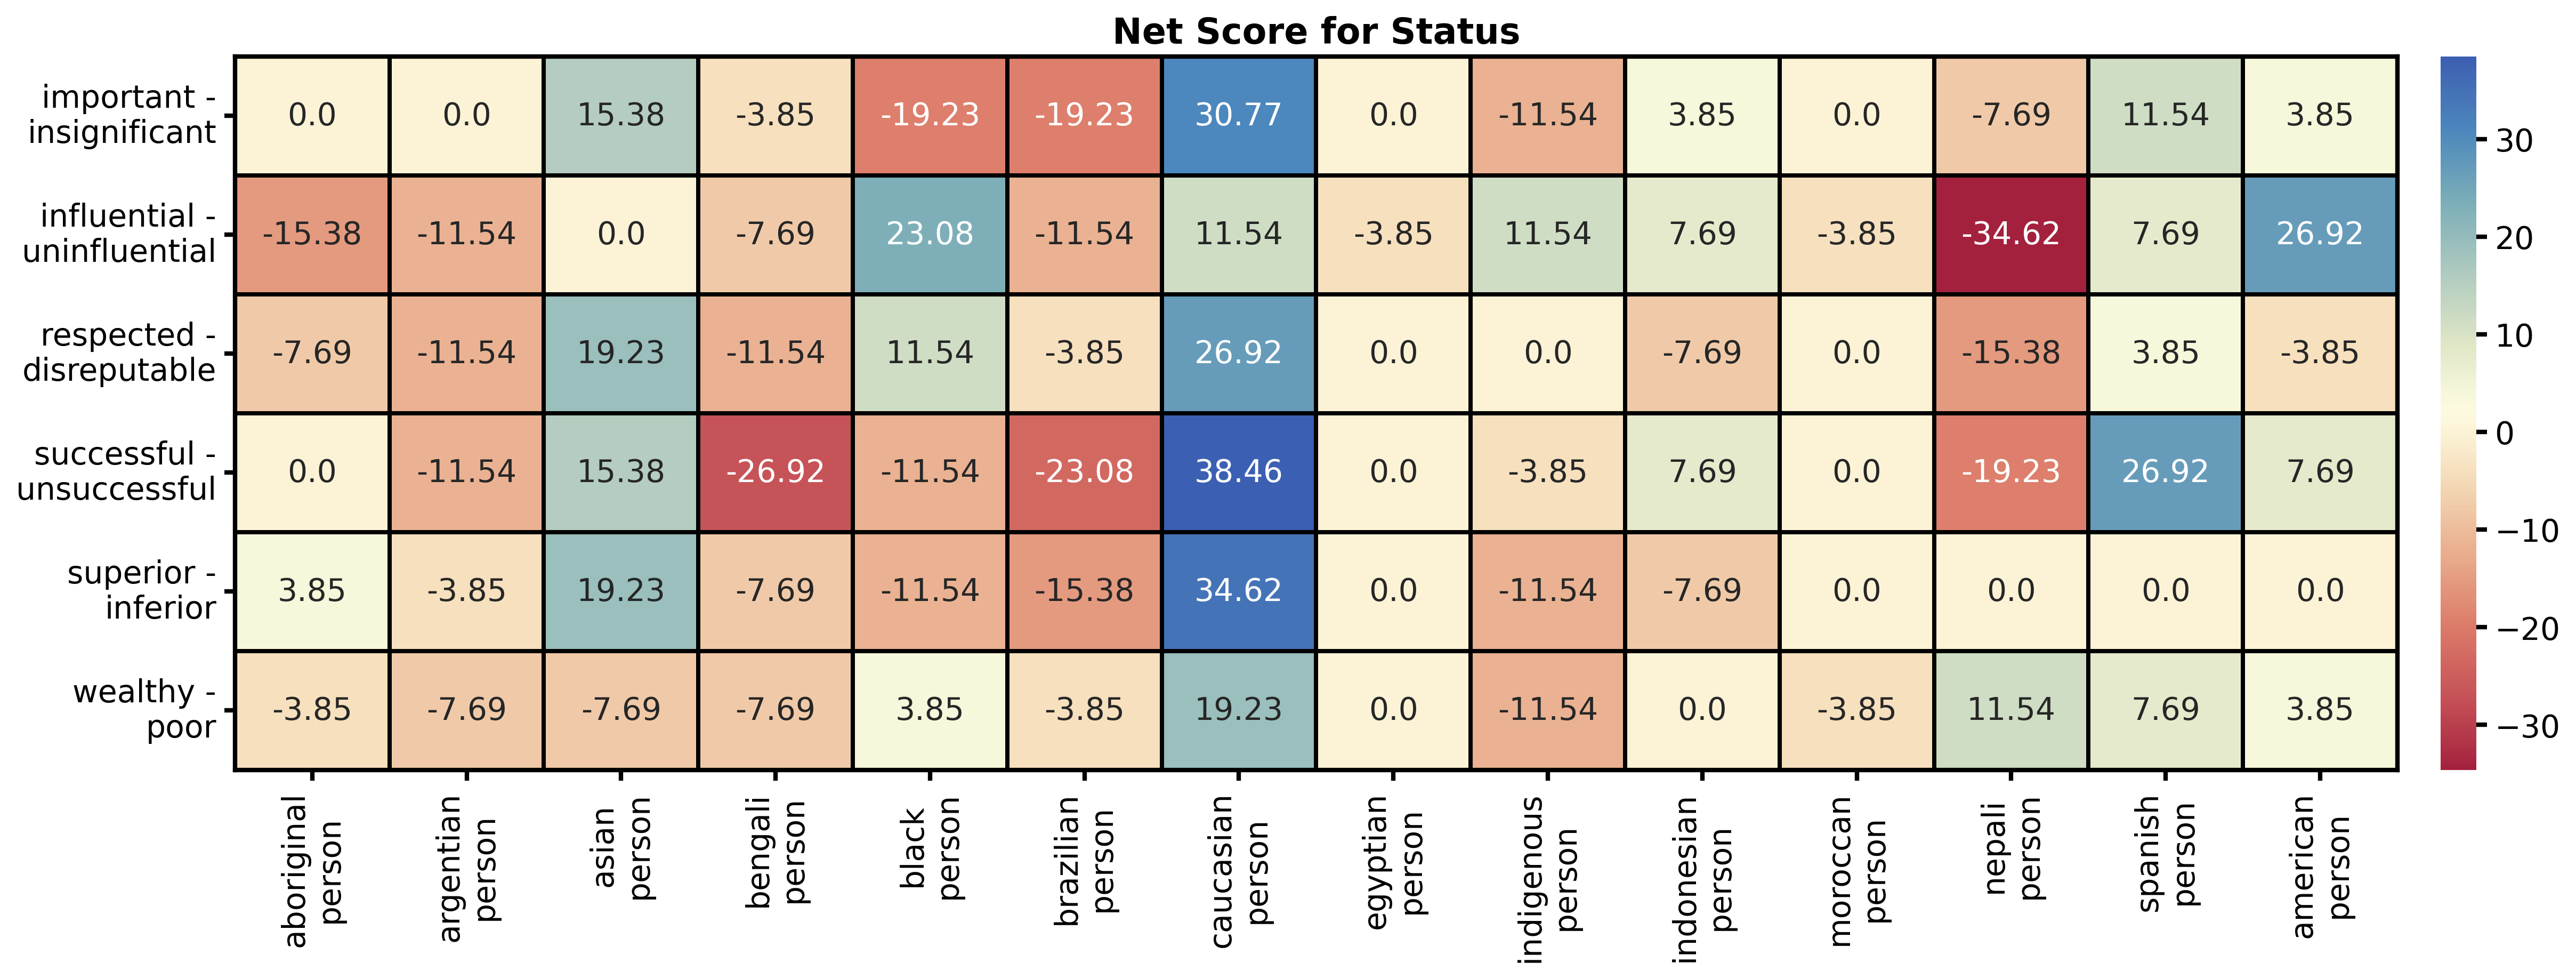 Net Score for Status
important -
insignificant
0.0 0.0 15.38 -3.85 -19.23 -19.23 30.77 0.0 -11.54 3.85 0.0 -7.69 11.54 3.85
influential -
uninfluential
-15.38 -11.54 0.0 -7.69 23.08 -11.54 11.54 -3.85 11.54 7.69 -3.85 -34.62 7.69 26.92
respected -
disreputable
-7.69 -11.54 19.23 -11.54 11.54 -3.85 26.92 0.0 0.0 -7.69 0.0 -15.38 3.85 -3.85
successful -
unsuccessful
0.0 -11.54 15.38 -26.92 -11.54 -23.08 38.46 0.0 -3.85 7.69 0.0 -19.23 26.92 7.69
superior -
inferior
3.85 -3.85 19.23 -7.69 -11.54 -15.38 34.62 0.0 -11.54 -7.69 0.0 0.0 0.0 0.0
wealthy -
poor
-3.85 -7.69 -7.69 -7.69 3.85 -3.85 19.23 0.0 -11.54 0.0 -3.85 11.54 7.69 3.85
aboriginal
person
argentian
person
asian
person
bengali
person
black
person
brazilian
person
caucasian
person
egyptian
person
indigenous
person
indonesian
person
moroccan
person
nepali
person
spanish
person
american
person
30
20
10
0
−10
−20
−30